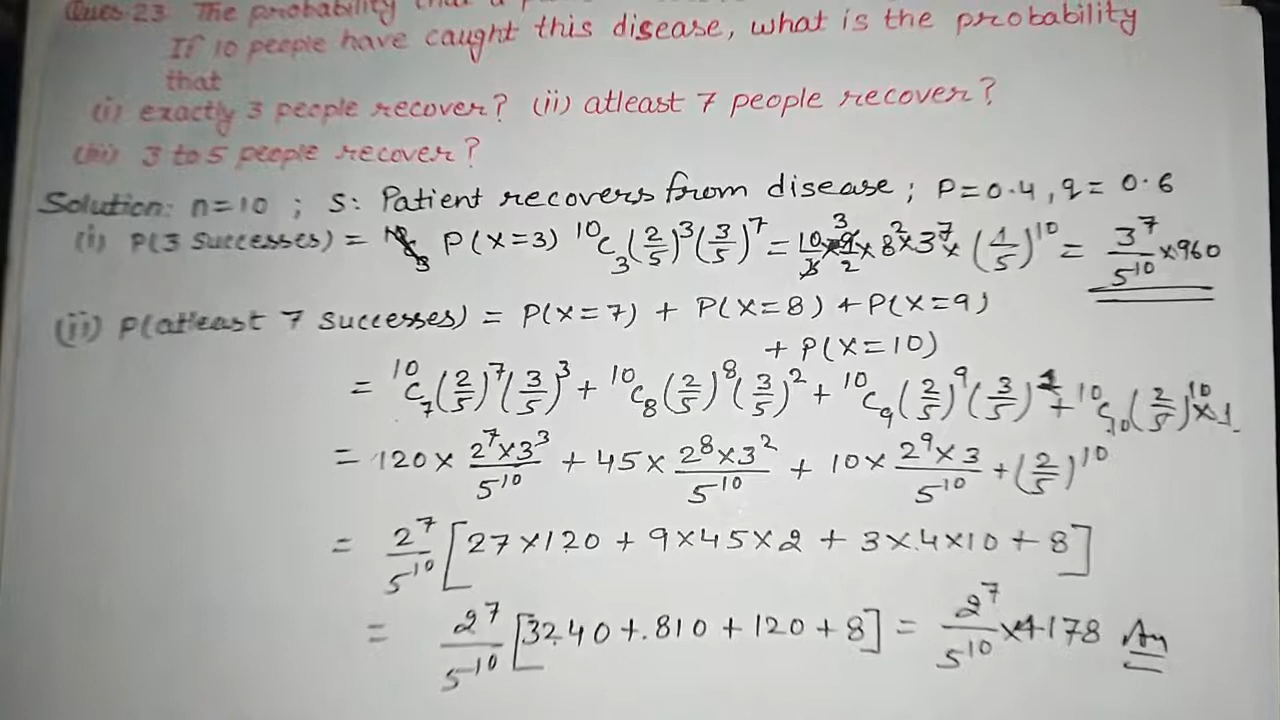 Ques 23 The probability that a
If 10 people have caught this disease, what is the probability
that
(i) exactly 3 people recover? (ii) atleast 7 people recover?
(iii) 3 to 5 people recover?
Solution: n=10 ; S: Patient recovers from disease ; P=0.4, q=0.6
(i) P(3 Successes) = P(x=3) ¹⁰C₃(2/5)³(3/5)⁷ = 10×9×8×3⁷×(1/5)¹⁰ = 3⁷/5¹⁰ ×960
(ii) P(atleast 7 successes) = P(x=7) + P(x=8) + P(x=9)
+ P(x=10)
= ¹⁰C₇(2/5)⁷(3/5)³ + ¹⁰C₈(2/5)⁸(3/5)² + ¹⁰C₉(2/5)⁹(3/5)¹ + ¹⁰C₁₀(2/5)¹⁰×1
= 120 × 2⁷×3³/5¹⁰ + 45 × 2⁸×3²/5¹⁰ + 10 × 2⁹×3/5¹⁰ + (2/5)¹⁰
= 2⁷/5¹⁰ [27×120 + 9×45×2 + 3×4×10 + 8]
= 2⁷/5¹⁰ [3240+810+120+8] = 2⁷/5¹⁰ ×4178 Ans